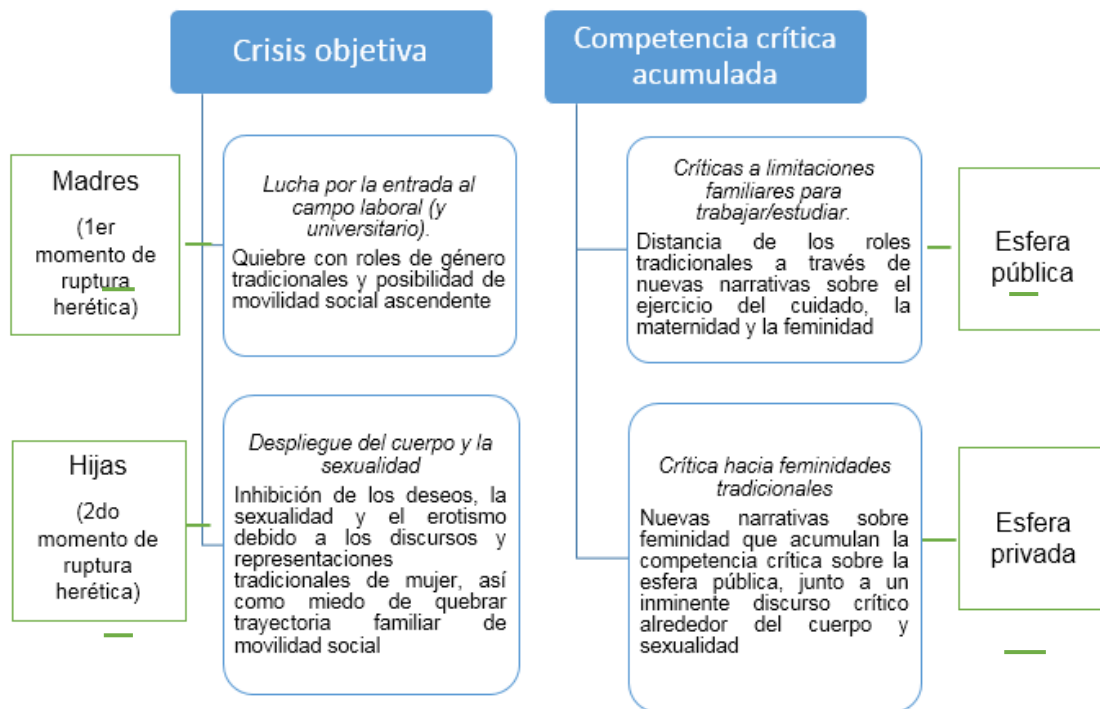 Crisis objetiva
Competencia crítica
acumulada
Madres
(1er
momento de
ruptura
herética)
Lucha por la entrada al
campo laboral (y
universitario).
Quiebre con roles de género
tradicionales y posibilidad de
movilidad social ascendente
Críticas a limitaciones
familiares para
trabajar/estudiar.
Distancia de los roles
tradicionales a través de
nuevas narrativas sobre el
ejercicio del cuidado, la
maternidad y la feminidad
Esfera
pública
Hijas
(2do
momento de
ruptura
herética)
Despliegue del cuerpo y la
sexualidad
Inhibición de los deseos, la
sexualidad y el erotismo
debido a los discursos y
representaciones
tradicionales de mujer, así
como miedo de quebrar
trayectoria familiar de
movilidad social
Crítica hacia feminidades
tradicionales
Nuevas narrativas sobre
feminidad que acumulan la
competencia crítica sobre la
esfera pública, junto a un
inminente discurso crítico
alrededor del cuerpo y
sexualidad
Esfera
privada